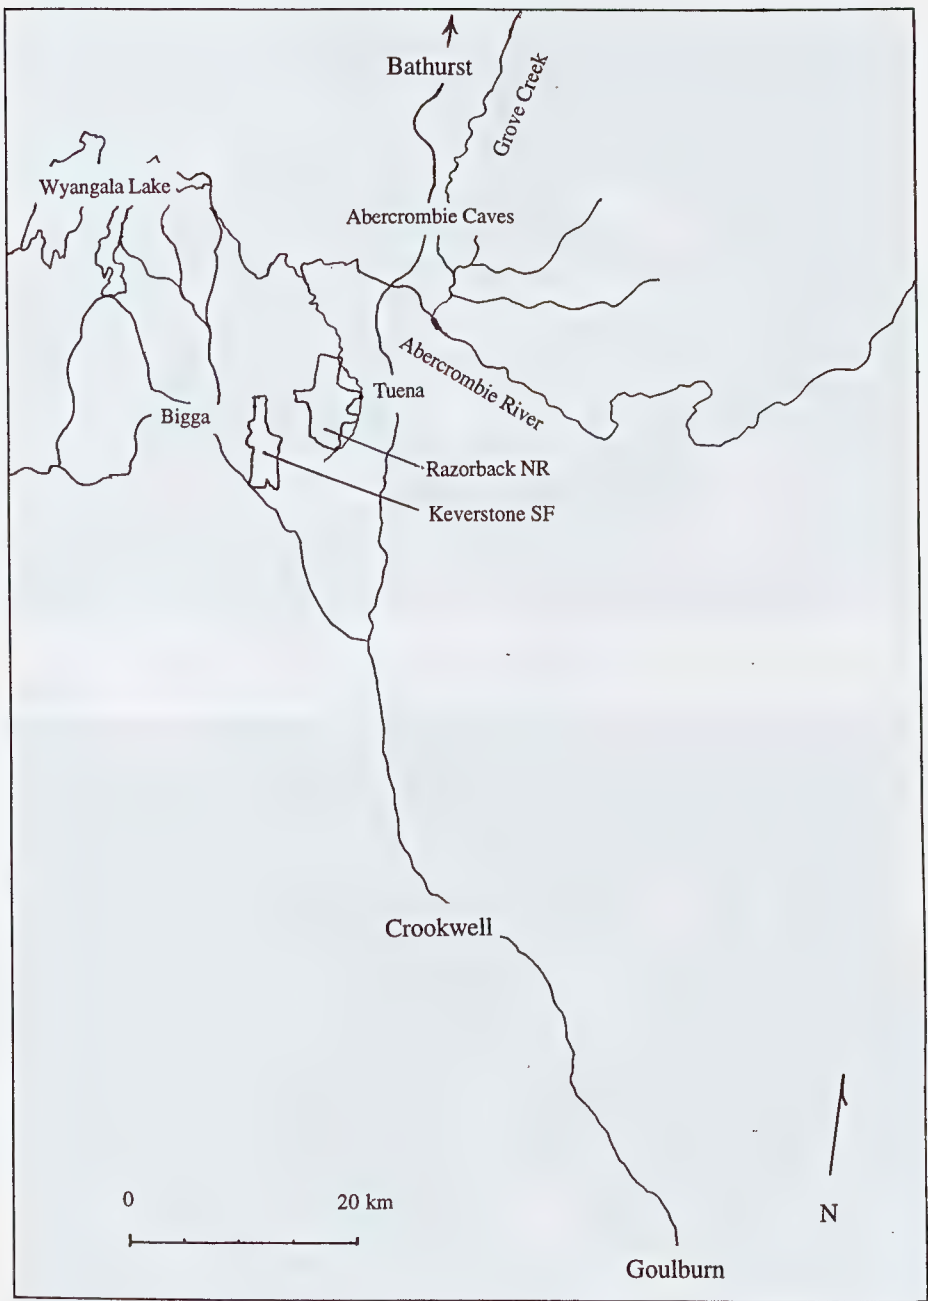 Bathurst
Grove Creek
Wyangala Lake
Abercrombie Caves
Abercrombie River
Tuena
Bigga
Razorback NR
Keverstone SF
Crookwell
0 20 km
N
Goulburn